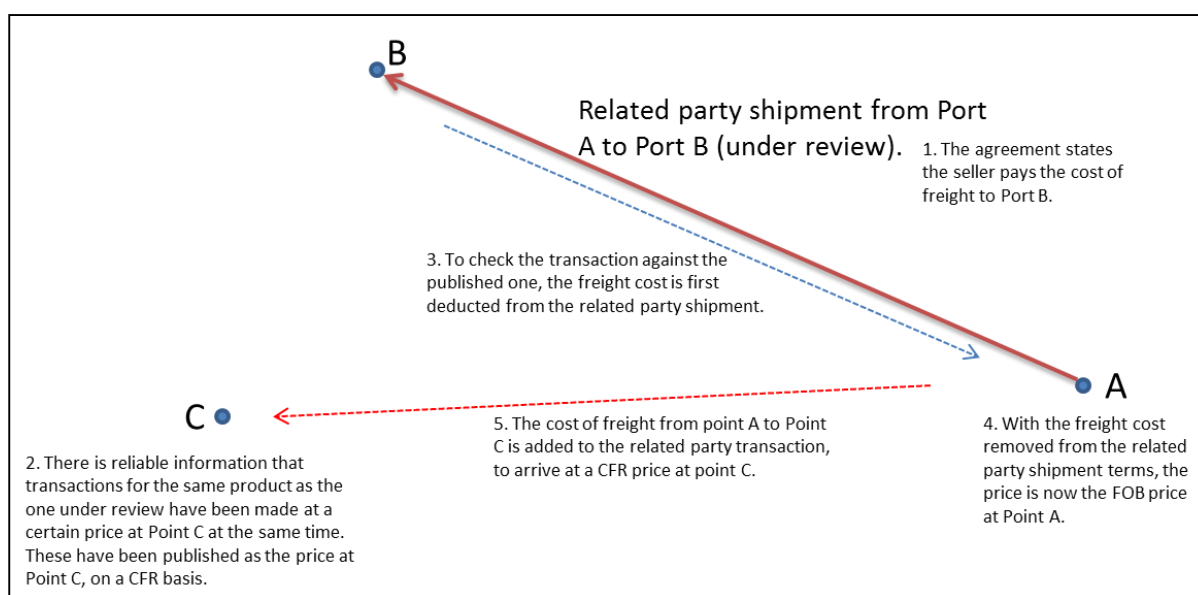 B
Related party shipment from Port
A to Port B (under review).
1. The agreement states
the seller pays the cost of
freight to Port B.
3. To check the transaction against the
published one, the freight cost is first
deducted from the related party shipment.
A
C
5. The cost of freight from point A to Point
C is added to the related party transaction,
to arrive at a CFR price at point C.
4. With the freight cost
removed from the related
party shipment terms, the
price is now the FOB price
at Point A.
2. There is reliable information that
transactions for the same product as the
one under review have been made at a
certain price at Point C at the same time.
These have been published as the price at
Point C, on a CFR basis.